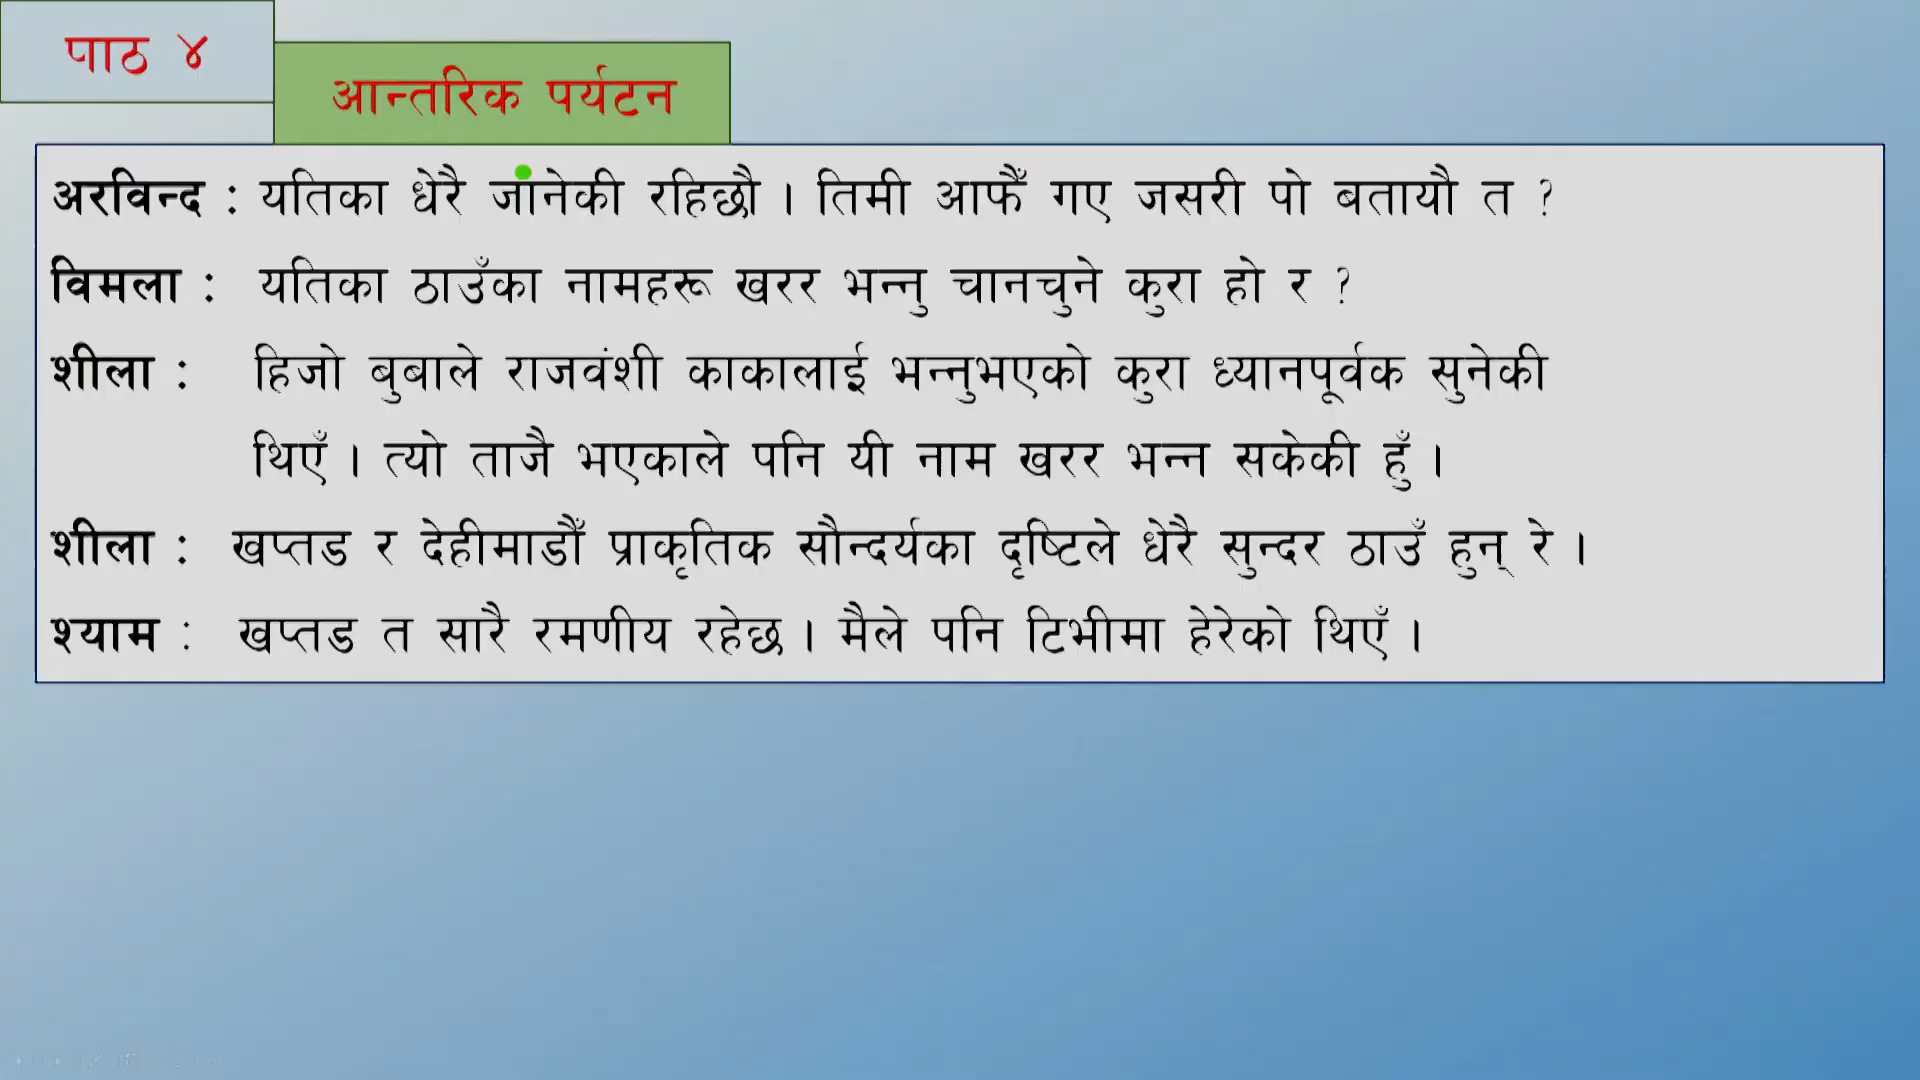 पाठ ४
आन्तरिक पर्यटन
अरविन्द : यतिका धेरै जानेकी रहिछौ । तिमी आफैँ गए जसरी पो बतायौ त ?
विमला : यतिका ठाउँका नामहरू खरर भन्नु चानचुने कुरा हो र ?
शीला : हिजो बुबाले राजवंशी काकालाई भन्नुभएको कुरा ध्यानपूर्वक सुनेकी
थिएँ । त्यो ताजै भएकाले पनि यी नाम खरर भन्न सकेकी हुँ ।
शीला : खप्तड र देहीमाडौँ प्राकृतिक सौन्दर्यका दृष्टिले धेरै सुन्दर ठाउँ हुन् रे ।
श्याम : खप्तड त सारै रमणीय रहेछ । मैले पनि टिभीमा हेरेको थिएँ ।